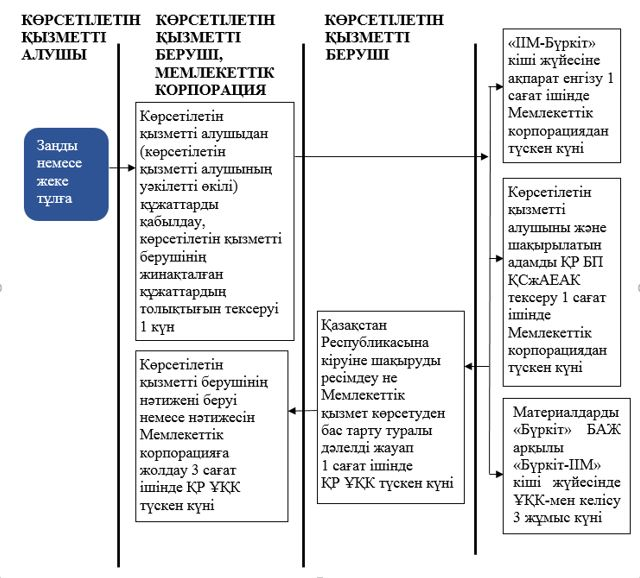 КӨРСЕТІЛЕТІН
ҚЫЗМЕТТІ
АЛУШЫ
КӨРСЕТІЛЕТІН
ҚЫЗМЕТТІ
БЕРУШІ,
МЕМЛЕКЕТТІК
КОРПОРАЦИЯ
КӨРСЕТІЛЕТІН
ҚЫЗМЕТТІ
БЕРУШІ
Заңды
немесе
жеке
тұлға
Көрсетілетін
қызметті алушыдан
(көрсетілетін
қызметті алушының
уәкілетті өкілі)
құжаттарды
қабылдау,
көрсетілетін қызметті
берушінің
жинақталған
құжаттардың
толықтығын тексеруі
1 күн
«ІІМ-Бүркіт»
кіші жүйесіне
ақпарат енгізу 1
сағат ішінде
Мемлекеттік
корпорациядан
түскен күні
Көрсетілетін
қызметті
алушыны және
шақырылатын
адамды ҚР БП
ҚСжАЕАК
тексеру 1 сағат
ішінде
Мемлекеттік
корпорациядан
түскен күні
Материалдарды
«Бүркіт» БАЖ
арқылы
«Бүркіт-ІІМ»
кіші жүйесінде
ҰҚК-мен келісу
3 жұмыс күні
Қазақстан
Республикасына
кіруіне шақыруды
ресімдеу не
Мемлекеттік
қызмет көрсетуден
бас тарту туралы
дәлелді жауап
1 сағат ішінде
ҚР ҰҚК түскен күні
Көрсетілетін
қызметті берушінің
нәтижені беруі
немесе нәтижесін
Мемлекеттік
корпорацияға
жолдау 3 сағат
ішінде ҚР ҰҚК
түскен күні